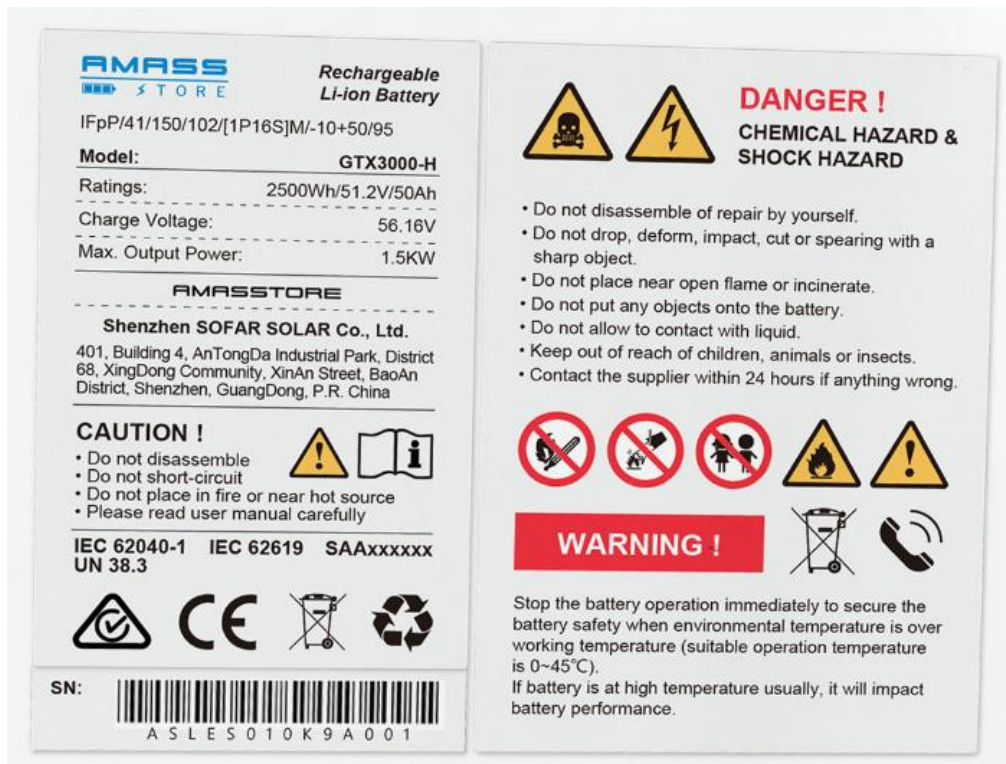 AMASS
STORE
Rechargeable
Li-ion Battery
IFpP/41/150/102/[1P16S]M/-10+50/95
Model: GTX3000-H
Ratings: 2500Wh/51.2V/50Ah
Charge Voltage: 56.16V
Max. Output Power: 1.5KW
AMASSTORE
Shenzhen SOFAR SOLAR Co., Ltd.
401, Building 4, AnTongDa Industrial Park, District
68, XingDong Community, XinAn Street, BaoAn
District, Shenzhen, GuangDong, P.R. China
CAUTION !
• Do not disassemble
• Do not short-circuit
• Do not place in fire or near hot source
• Please read user manual carefully
IEC 62040-1 IEC 62619 SAAxxxxxx
UN 38.3
CE
SN:
ASLES010K9A001
DANGER !
CHEMICAL HAZARD &
SHOCK HAZARD
• Do not disassemble of repair by yourself.
• Do not drop, deform, impact, cut or spearing with a
sharp object.
• Do not place near open flame or incinerate.
• Do not put any objects onto the battery.
• Do not allow to contact with liquid.
• Keep out of reach of children, animals or insects.
• Contact the supplier within 24 hours if anything wrong.
WARNING !
Stop the battery operation immediately to secure the
battery safety when environmental temperature is over
working temperature (suitable operation temperature
is 0~45℃).
If battery is at high temperature usually, it will impact
battery performance.